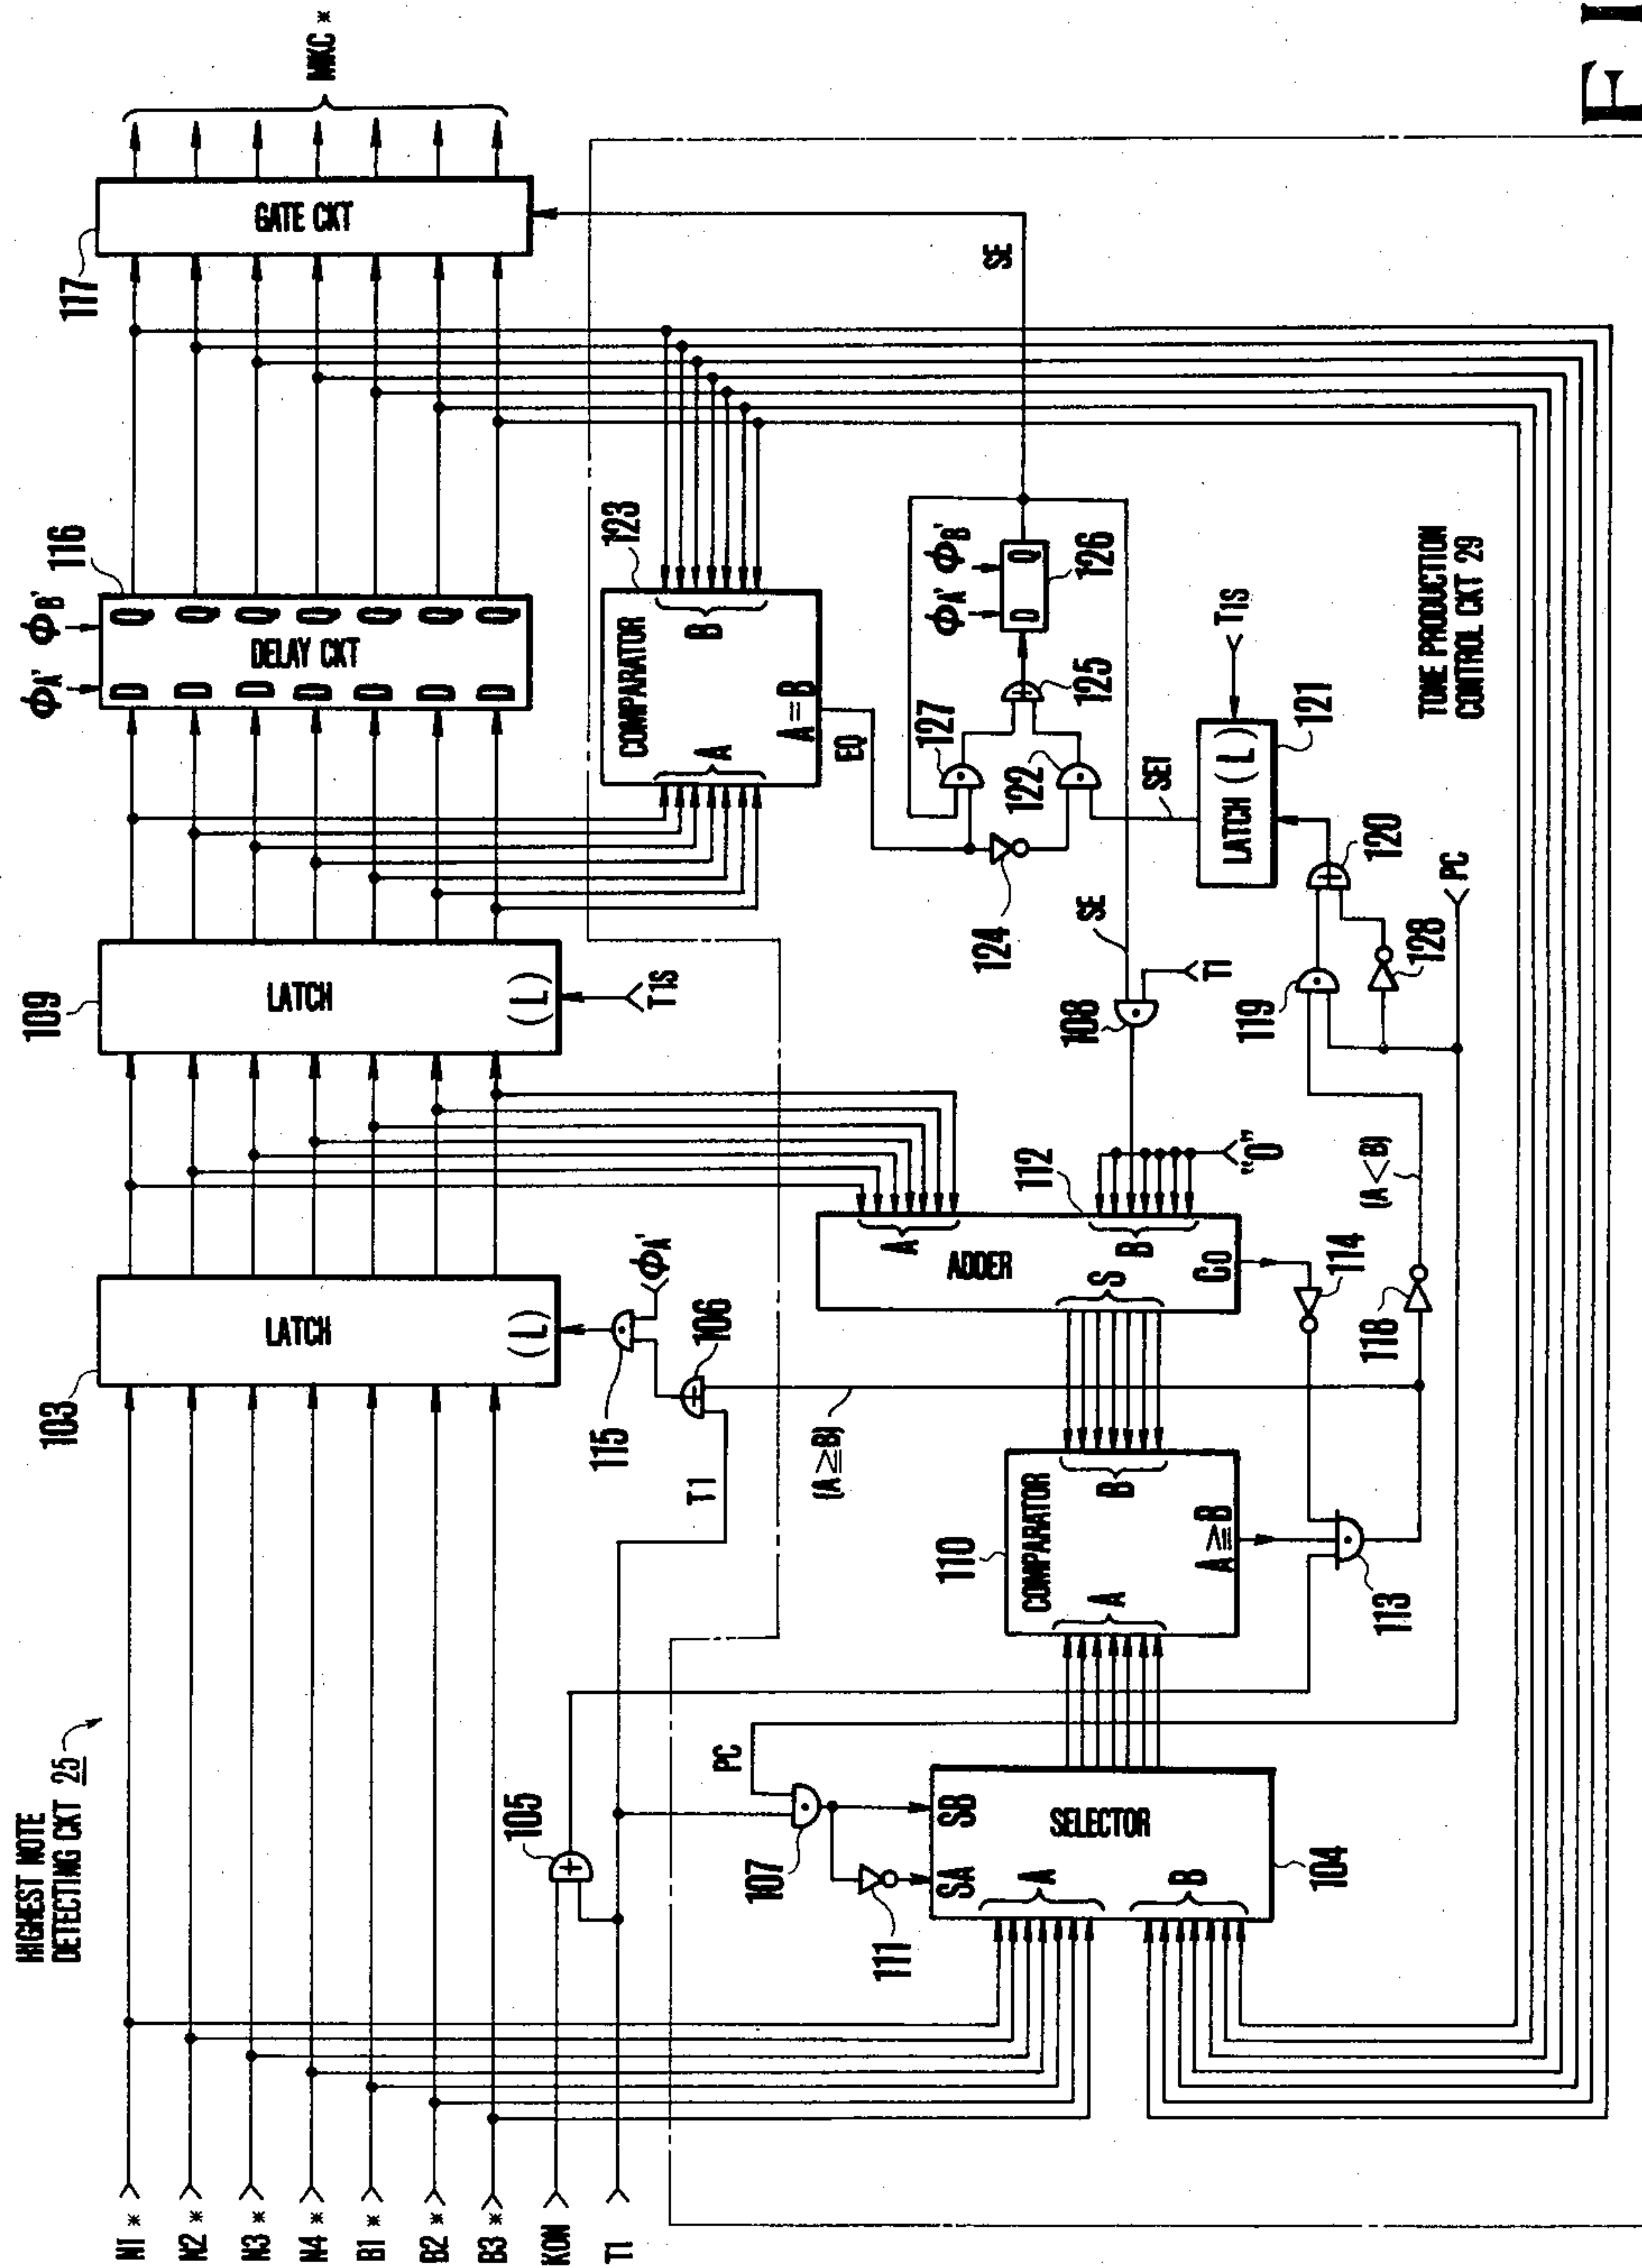 HIGHEST NOTE
DETECTING CKT 25
N1 *
N2 *
N3 *
N4 *
B1 *
B2 *
B3 *
KON
T1
103
LATCH
(L)
109
LATCH
(L)
T1S
ΦA'
ΦB'
116
D Q
D Q
D Q
D Q
D Q
D Q
D Q
DELAY CKT
117
GATE CKT
MKC *
105
T1
115
106
ΦA'
(A≧B)
123
COMPARATOR
A
B
A = B
EQ
SE
PC
107
111
SA
SB
SELECTOR
A
B
104
110
COMPARATOR
A
B
A ≧ B
113
112
ADDER
A
B
S
CO
"0"
114
118
(A < B)
108
T1
SE
124
127
122
125
ΦA'
ΦB'
D Q
126
SET
LATCH (L)
121
T1S
119
120
128
PC
TONE PRODUCTION
CONTROL CKT 29